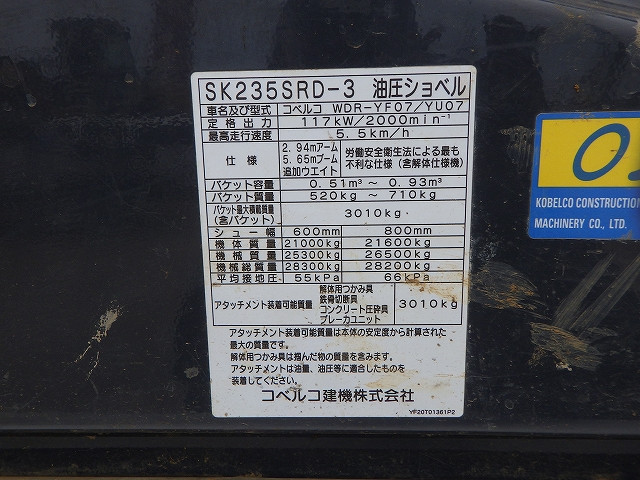 SK235SRD-3 油圧ショベル
車名及び型式 コベルコ WDR-YF07/YU07
定格出力 117kW/2000min⁻¹
最高走行速度 5.5km/h
仕様 2.94mアーム 5.65mブーム 追加ウエイト 労働安全衛生法による最も不利な仕様(含解体仕様機)
バケット容量 0.51m³ ~ 0.93m³
バケット質量 520kg ~ 710kg
バケット最大積載質量 (含バケット) 3010kg
シュー幅 600mm 800mm
機体質量 21000kg 21600kg
機械質量 25300kg 26500kg
機械総質量 28300kg 28200kg
平均接地圧 55kPa 66kPa
アタッチメント装着可能質量 解体用つかみ具 鉄骨切断具 コンクリート圧砕具 ブレーカユニット 3010kg
アタッチメント装着可能質量は本体の安定度から計算された
最大の質量です。
解体用つかみ具は掴んだ物の質量を含みます。
アタッチメントは油量、油圧等に適合したものを
装着してください。
コベルコ建機株式会社
YF20T01361P2
KOBELCO CONSTRUCTION
MACHINERY CO., LTD.